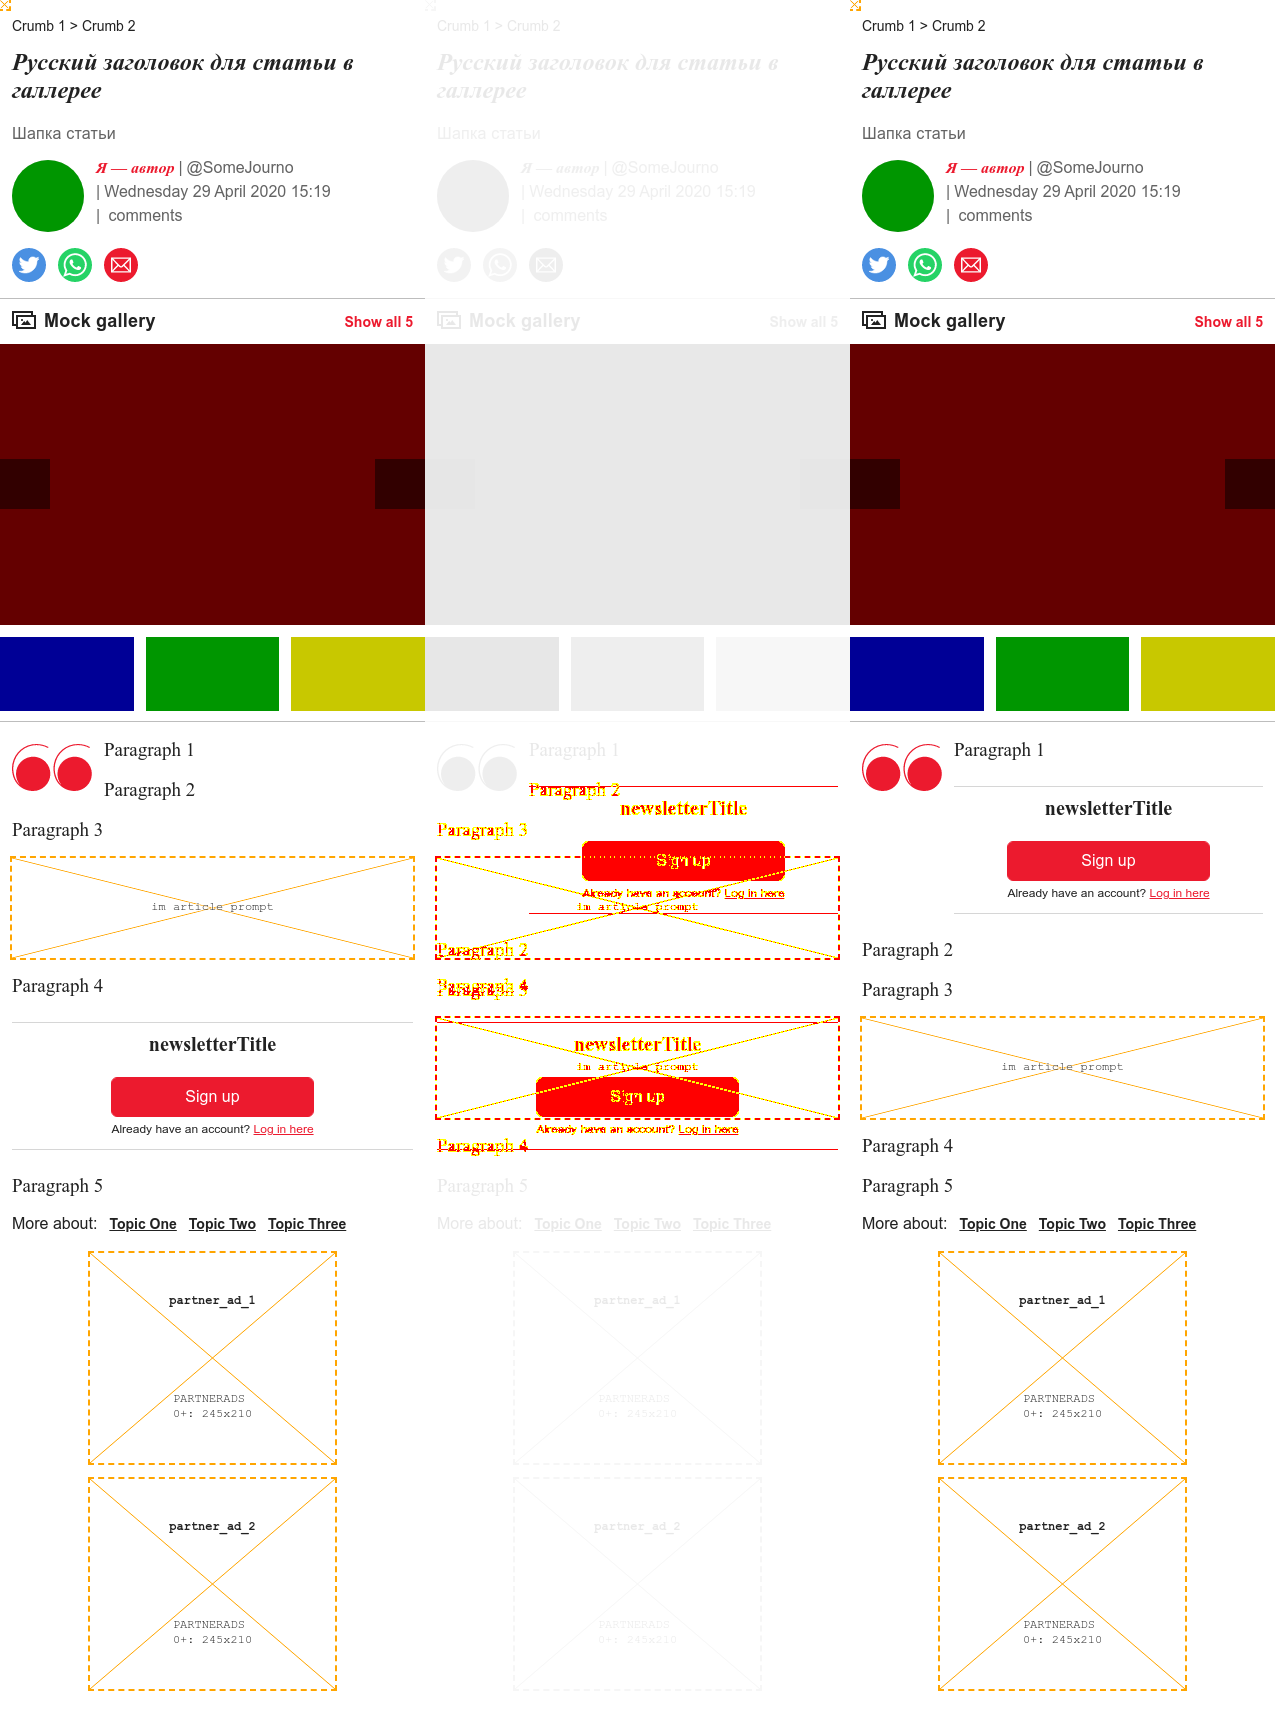 Crumb 1 > Crumb 2
Русский заголовок для статьи в
галлерее
Шапка статьи
Я — автор | @SomeJourno
| Wednesday 29 April 2020 15:19
| comments
Mock gallery
Show all 5
Paragraph 1
Paragraph 2
Paragraph 3
im article prompt
Paragraph 4
newsletterTitle
Sign up
Already have an account? Log in here
Paragraph 5
More about: Topic One Topic Two Topic Three
partner_ad_1
PARTNERADS
0+: 245x210
partner_ad_2
PARTNERADS
0+: 245x210
Crumb 1 > Crumb 2
Русский заголовок для статьи в
галлерее
Шапка статьи
Я — автор | @SomeJourno
| Wednesday 29 April 2020 15:19
| comments
Mock gallery
Show all 5
Paragraph 1
Paragraph 2
newsletterTitle
Paragraph 3
Sign up
Already have an account? Log in here
im article prompt
Paragraph 2
newsletterTitle
im article prompt
Sign up
Already have an account? Log in here
Paragraph 4
Paragraph 5
More about: Topic One Topic Two Topic Three
partner_ad_1
PARTNERADS
0+: 245x210
partner_ad_2
PARTNERADS
0+: 245x210
Crumb 1 > Crumb 2
Русский заголовок для статьи в
галлерее
Шапка статьи
Я — автор | @SomeJourno
| Wednesday 29 April 2020 15:19
| comments
Mock gallery
Show all 5
Paragraph 1
newsletterTitle
Sign up
Already have an account? Log in here
Paragraph 2
Paragraph 3
im article prompt
Paragraph 4
Paragraph 5
More about: Topic One Topic Two Topic Three
partner_ad_1
PARTNERADS
0+: 245x210
partner_ad_2
PARTNERADS
0+: 245x210